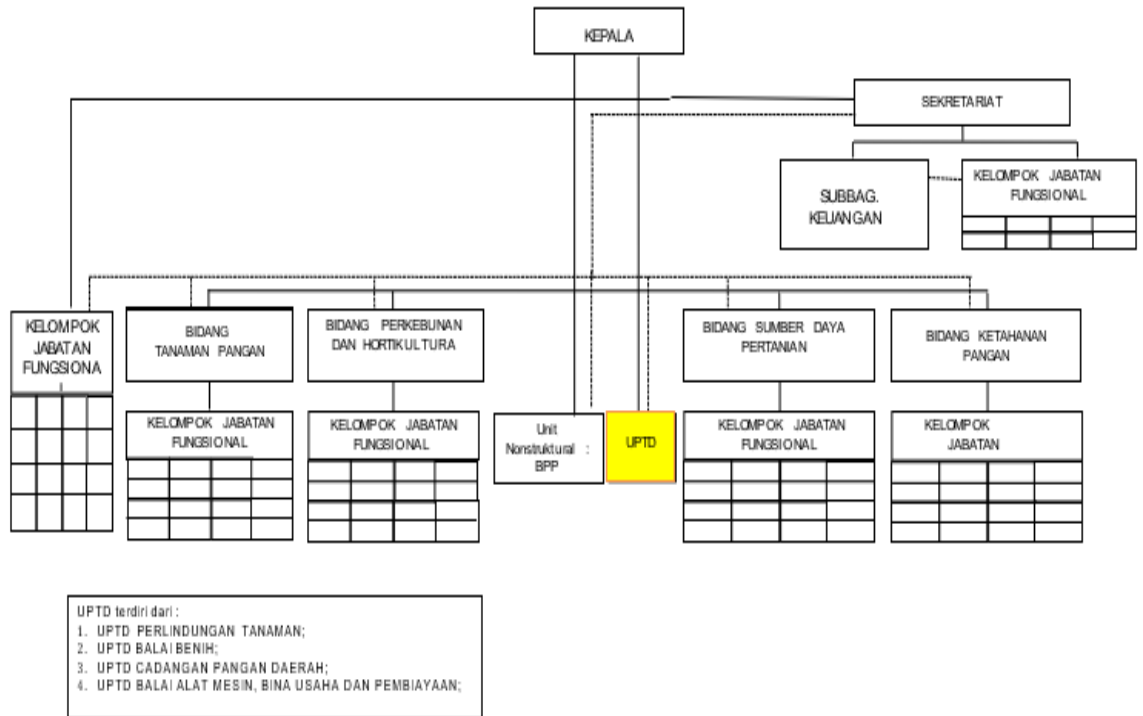 KEPALA
SEKRETARIAT
SUBBAG.
KEUANGAN
KELOMPOK JABATAN
FUNGSIONAL
KELOMPOK
JABATAN
FUNGSIONA
l
BIDANG
TANAMAN PANGAN
BIDANG PERKEBUNAN
DAN HORTIKULTURA
BIDANG SUMBER DAYA
PERTANIAN
BIDANG KETAHANAN
PANGAN
KELOMPOK JABATAN
FUNGSIONAL
KELOMPOK JABATAN
FUNGSIONAL
Unit
Nonstruktural :
BPP
UPTD
KELOMPOK JABATAN
FUNGSIONAL
KELOMPOK
JABATAN
UPTD terdiri dari :
1. UPTD PERLINDUNGAN TANAMAN;
2. UPTD BALAI BENIH;
3. UPTD CADANGAN PANGAN DAERAH;
4. UPTD BALAI ALAT MESIN, BINA USAHA DAN PEMBIAYAAN;